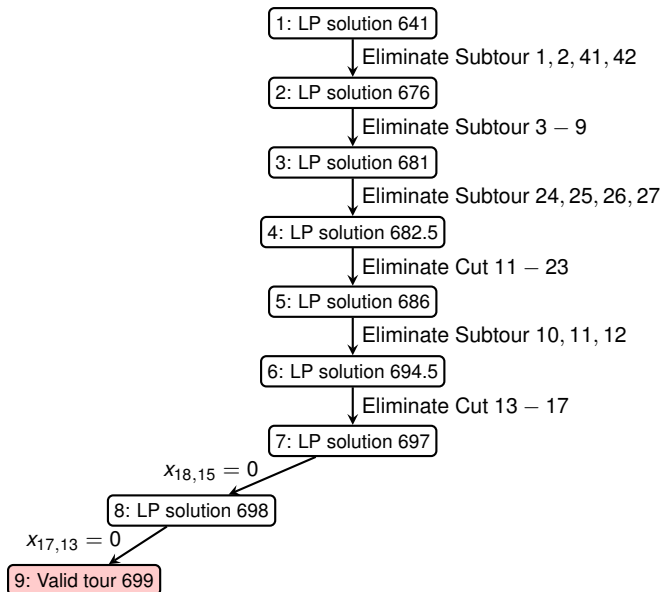 1: LP solution 641
Eliminate Subtour 1, 2, 41, 42
2: LP solution 676
Eliminate Subtour 3 − 9
3: LP solution 681
Eliminate Subtour 24, 25, 26, 27
4: LP solution 682.5
Eliminate Cut 11 − 23
5: LP solution 686
Eliminate Subtour 10, 11, 12
6: LP solution 694.5
Eliminate Cut 13 − 17
7: LP solution 697
x18,15 = 0
8: LP solution 698
x17,13 = 0
9: Valid tour 699